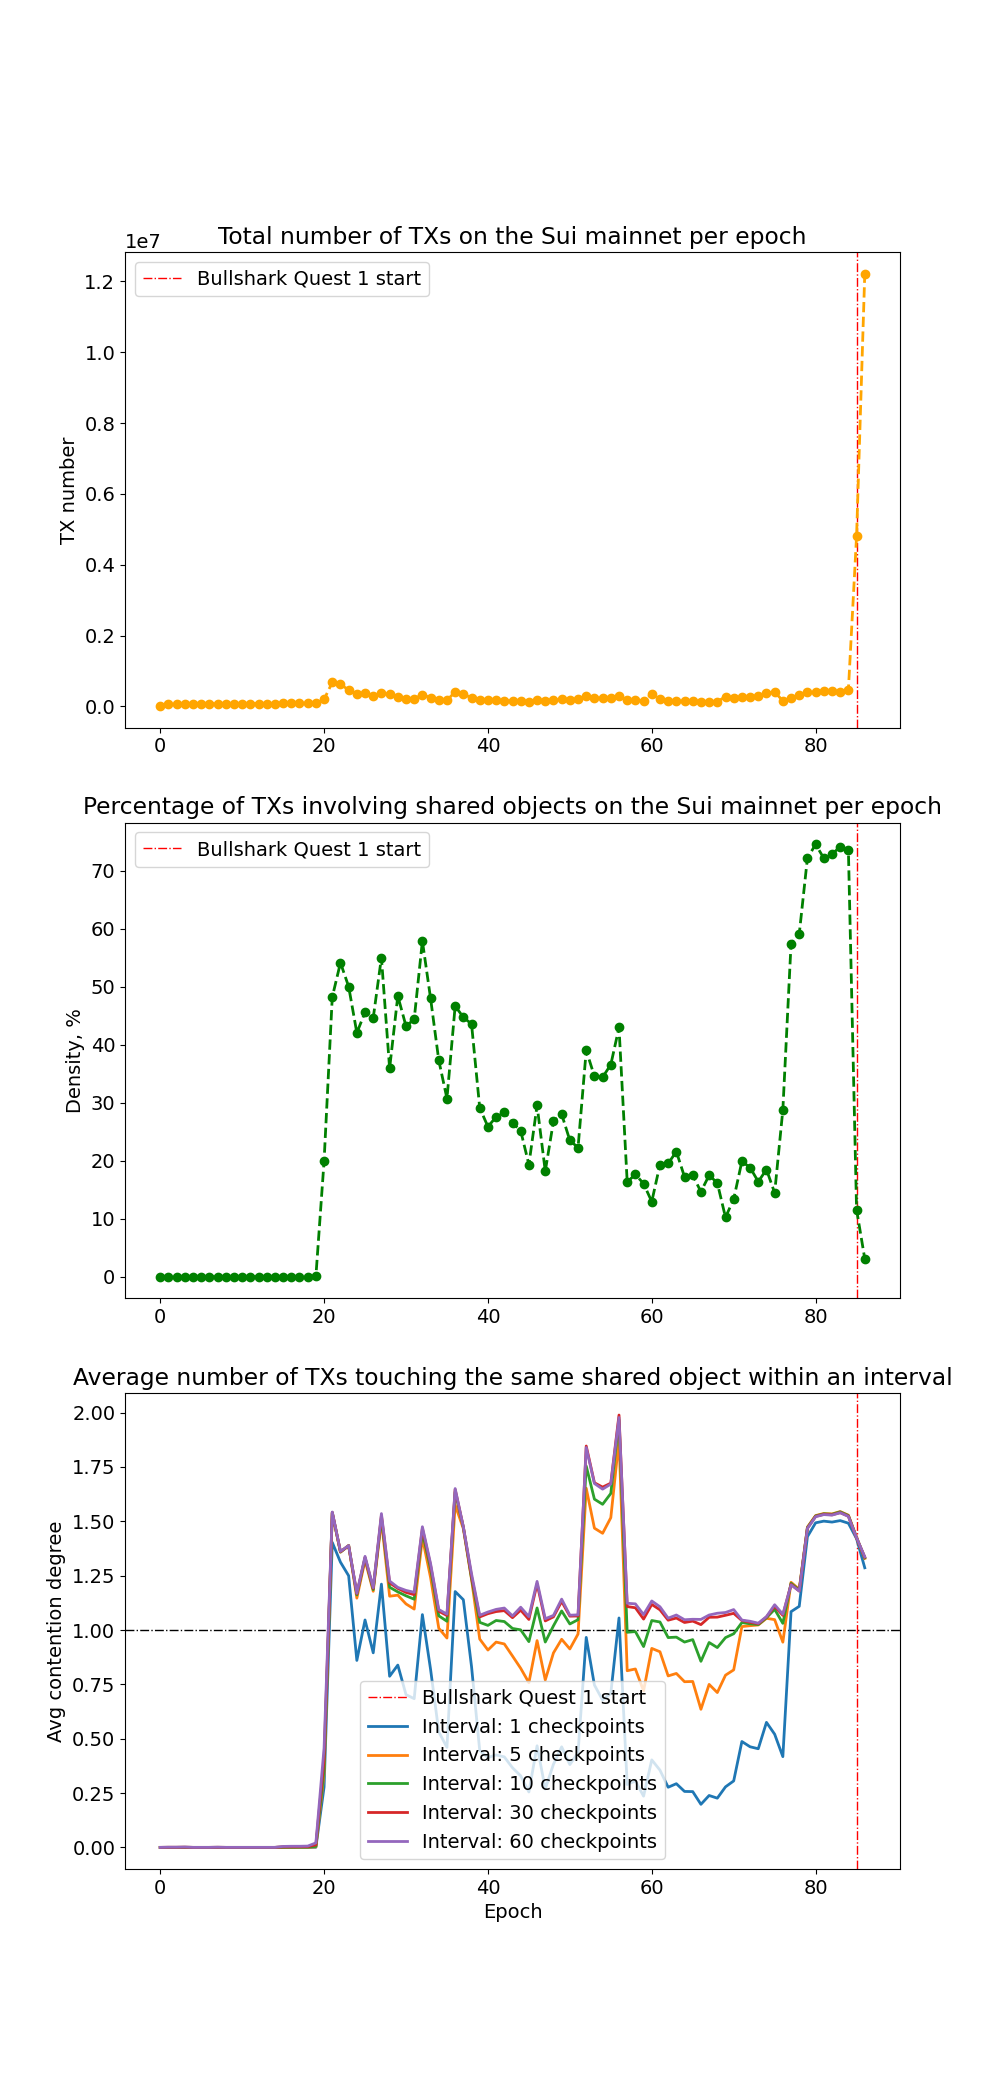 Total number of TXs on the Sui mainnet per epoch
1e7
Bullshark Quest 1 start
1.2
1.0
0.8
0.6
0.4
0.2
0.0
TX number
0 20 40 60 80
Percentage of TXs involving shared objects on the Sui mainnet per epoch
Bullshark Quest 1 start
70
60
50
40
30
20
10
0
Density, %
0 20 40 60 80
Average number of TXs touching the same shared object within an interval
2.00
1.75
1.50
1.25
1.00
0.75
0.50
0.25
0.00
Avg contention degree
Bullshark Quest 1 start
Interval: 1 checkpoints
Interval: 5 checkpoints
Interval: 10 checkpoints
Interval: 30 checkpoints
Interval: 60 checkpoints
0 20 40 60 80
Epoch